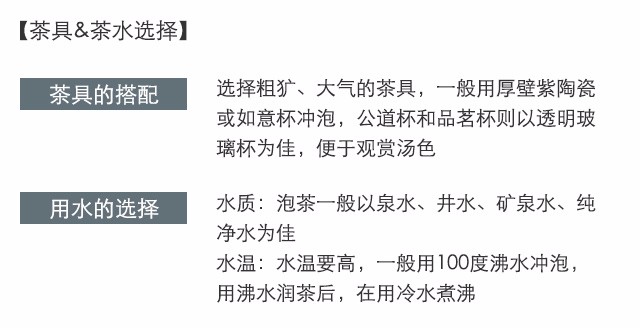 【茶具&茶水选择】
茶具的搭配
选择粗犷、大气的茶具，一般用厚壁紫陶瓷
或如意杯冲泡，公道杯和品茗杯则以透明玻
璃杯为佳，便于观赏汤色
用水的选择
水质：泡茶一般以泉水、井水、矿泉水、纯
净水为佳
水温：水温要高，一般用100度沸水冲泡，
用沸水润茶后，在用冷水煮沸